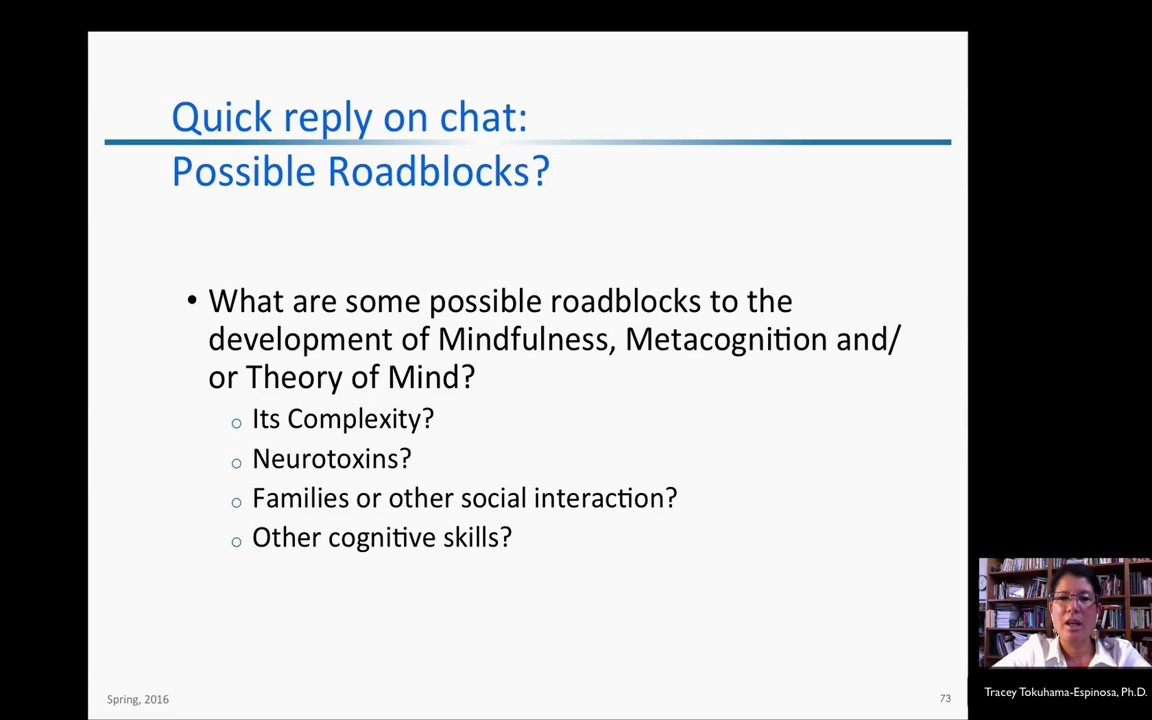 Quick reply on chat:
Possible Roadblocks?
• What are some possible roadblocks to the
development of Mindfulness, Metacognition and/
or Theory of Mind?
o Its Complexity?
o Neurotoxins?
o Families or other social interaction?
o Other cognitive skills?
Spring, 2016
73
Tracey Tokuhama-Espinosa, Ph.D.